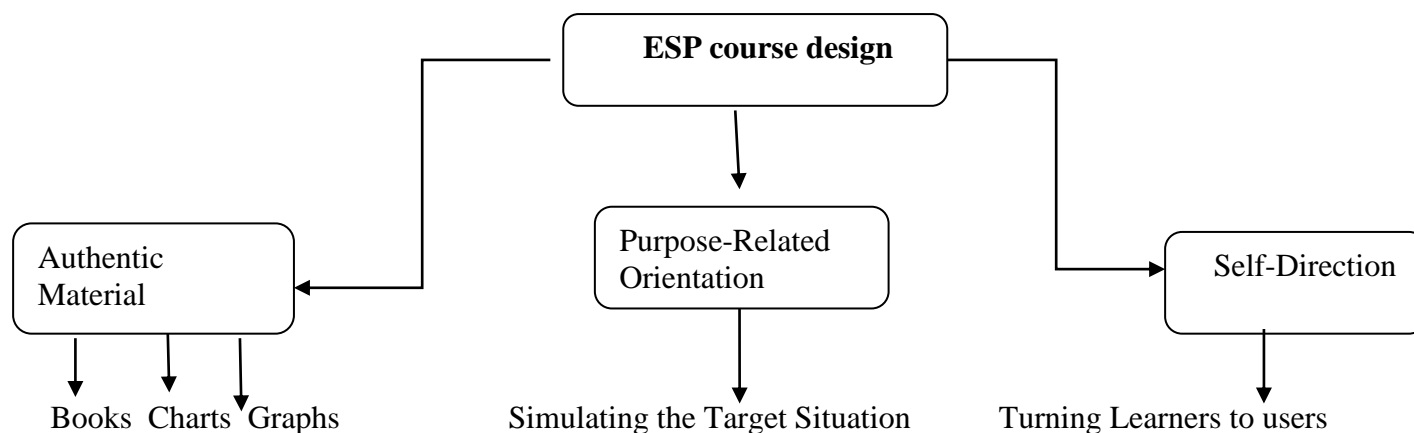 ESP course design
Purpose-Related
Orientation
Authentic
Material
Self-Direction
Books Charts Graphs
Simulating the Target Situation
Turning Learners to users